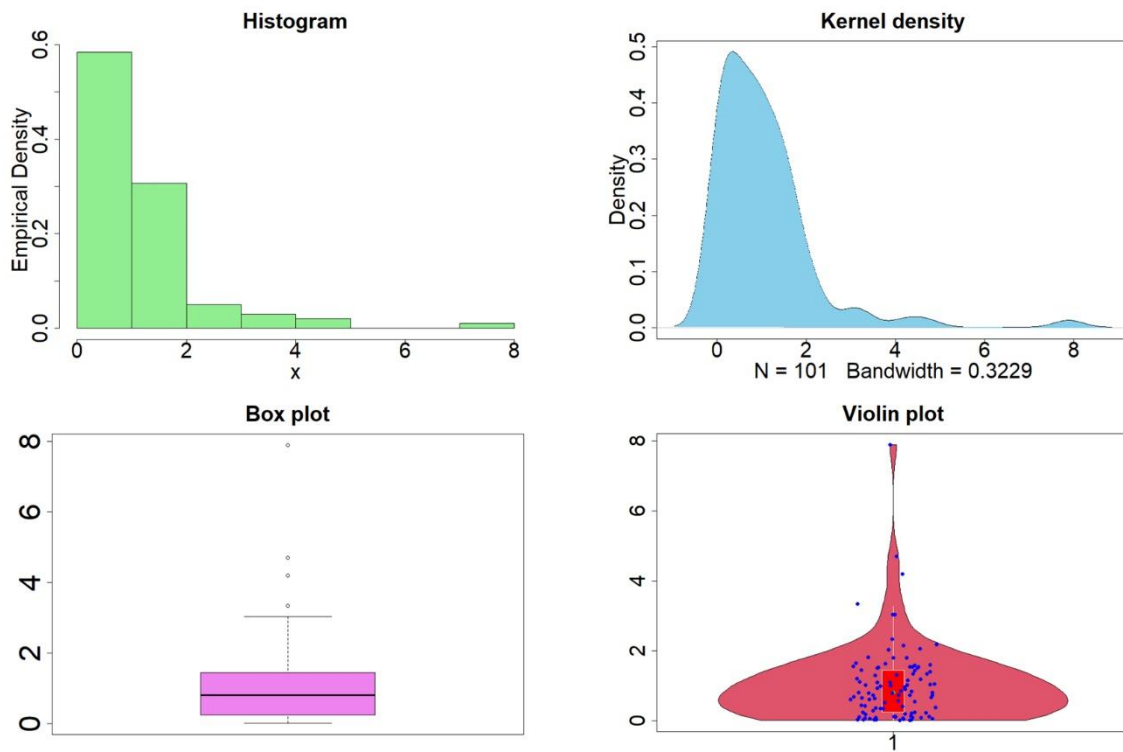 Histogram
Empirical Density
0.0 0.2 0.4 0.6
0 2 4 6 8
x
Kernel density
Density
0.0 0.1 0.2 0.3 0.4 0.5
0 2 4 6 8
N = 101 Bandwidth = 0.3229
Box plot
8
6
4
2
0
Violin plot
8
6
4
2
0
1